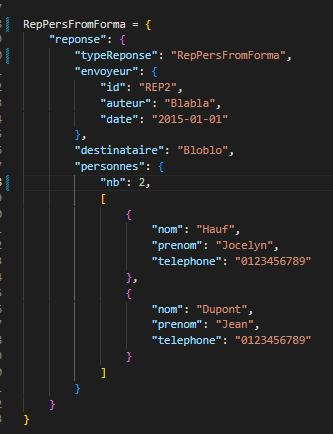 RepPersFromForma = {
    "reponse": {
        "typeReponse": "RepPersFromForma",
        "envoyeur": {
            "id": "REP2",
            "auteur": "Blabla",
            "date": "2015-01-01"
        },
        "destinataire": "Bloblo",
        "personnes": {
            "nb": 2,
            [
                {
                    "nom": "Hauf",
                    "prenom": "Jocelyn",
                    "telephone": "0123456789"
                },
                {
                    "nom": "Dupont",
                    "prenom": "Jean",
                    "telephone": "0123456789"
                }
            ]
        }
    }
}